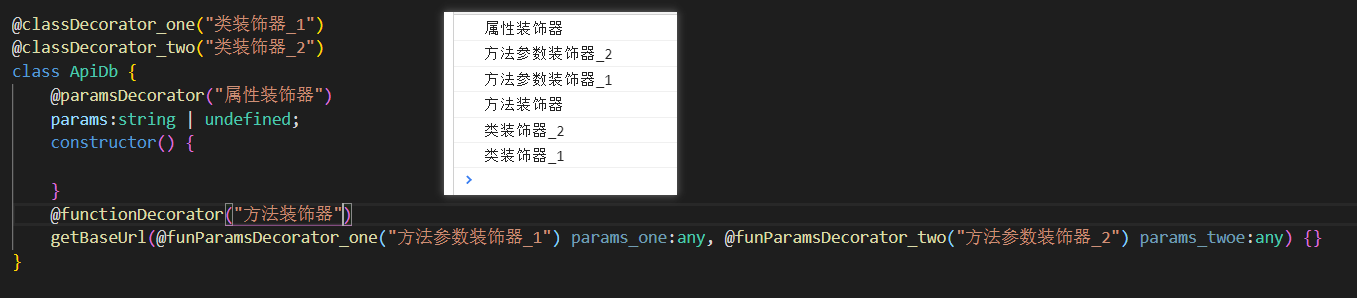 @classDecorator_one("类装饰器_1")
@classDecorator_two("类装饰器_2")
class ApiDb {
@paramsDecorator("属性装饰器")
params:string | undefined;
constructor() {
}
@functionDecorator("方法装饰器")
getBaseUrl(@funParamsDecorator_one("方法参数装饰器_1") params_one:any, @funParamsDecorator_two("方法参数装饰器_2") params_twoe:any) {}
}
属性装饰器
方法参数装饰器_2
方法参数装饰器_1
方法装饰器
类装饰器_2
类装饰器_1
>